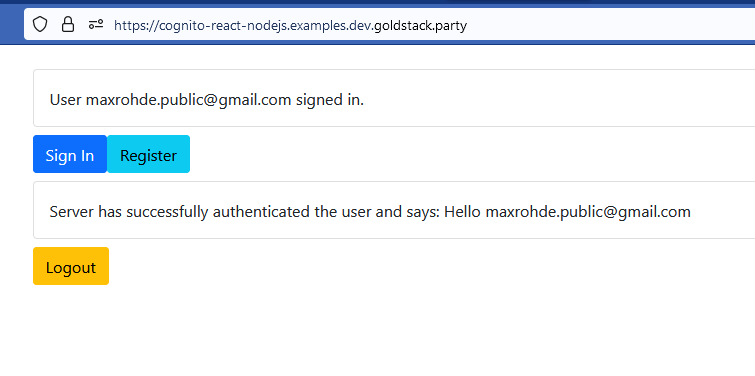 https://cognito-react-nodejs.examples.dev.goldstack.party
User maxrohde.public@gmail.com signed in.
Sign In Register
Server has successfully authenticated the user and says: Hello maxrohde.public@gmail.com
Logout